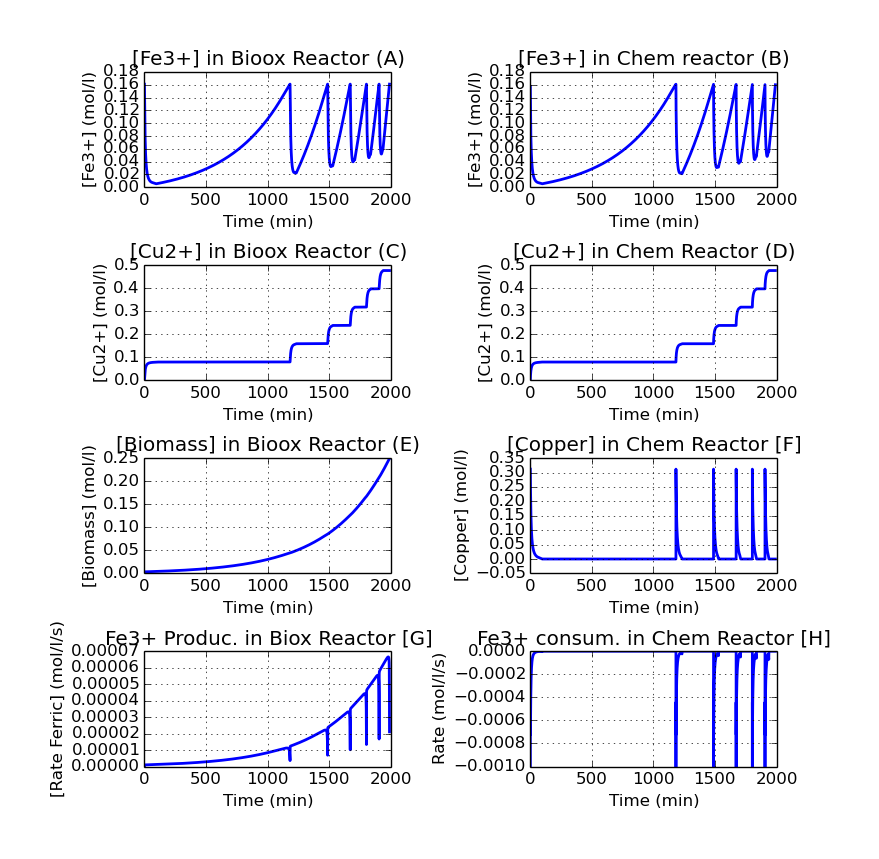 [Fe3+] in Bioox Reactor (A)
[Fe3+] (mol/l)
0.18
0.16
0.14
0.12
0.10
0.08
0.06
0.04
0.02
0.00
0 500 1000 1500 2000
Time (min)
[Fe3+] in Chem reactor (B)
[Fe3+] (mol/l)
0.18
0.16
0.14
0.12
0.10
0.08
0.06
0.04
0.02
0.00
0 500 1000 1500 2000
Time (min)
[Cu2+] in Bioox Reactor (C)
[Cu2+] (mol/l)
0.5
0.4
0.3
0.2
0.1
0.0
0 500 1000 1500 2000
Time (min)
[Cu2+] in Chem Reactor (D)
[Cu2+] (mol/l)
0.5
0.4
0.3
0.2
0.1
0.0
0 500 1000 1500 2000
Time (min)
[Biomass] in Bioox Reactor (E)
[Biomass] (mol/l)
0.25
0.20
0.15
0.10
0.05
0.00
0 500 1000 1500 2000
Time (min)
[Copper] in Chem Reactor [F]
[Copper] (mol/l)
0.35
0.30
0.25
0.20
0.15
0.10
0.05
0.00
−0.05
0 500 1000 1500 2000
Time (min)
Fe3+ Produc. in Biox Reactor [G]
[Rate Ferric] (mol/l/s)
0.00007
0.00006
0.00005
0.00004
0.00003
0.00002
0.00001
0.00000
0 500 1000 1500 2000
Time (min)
Fe3+ consum. in Chem Reactor [H]
Rate (mol/l/s)
0.0000
−0.0002
−0.0004
−0.0006
−0.0008
−0.0010
0 500 1000 1500 2000
Time (min)